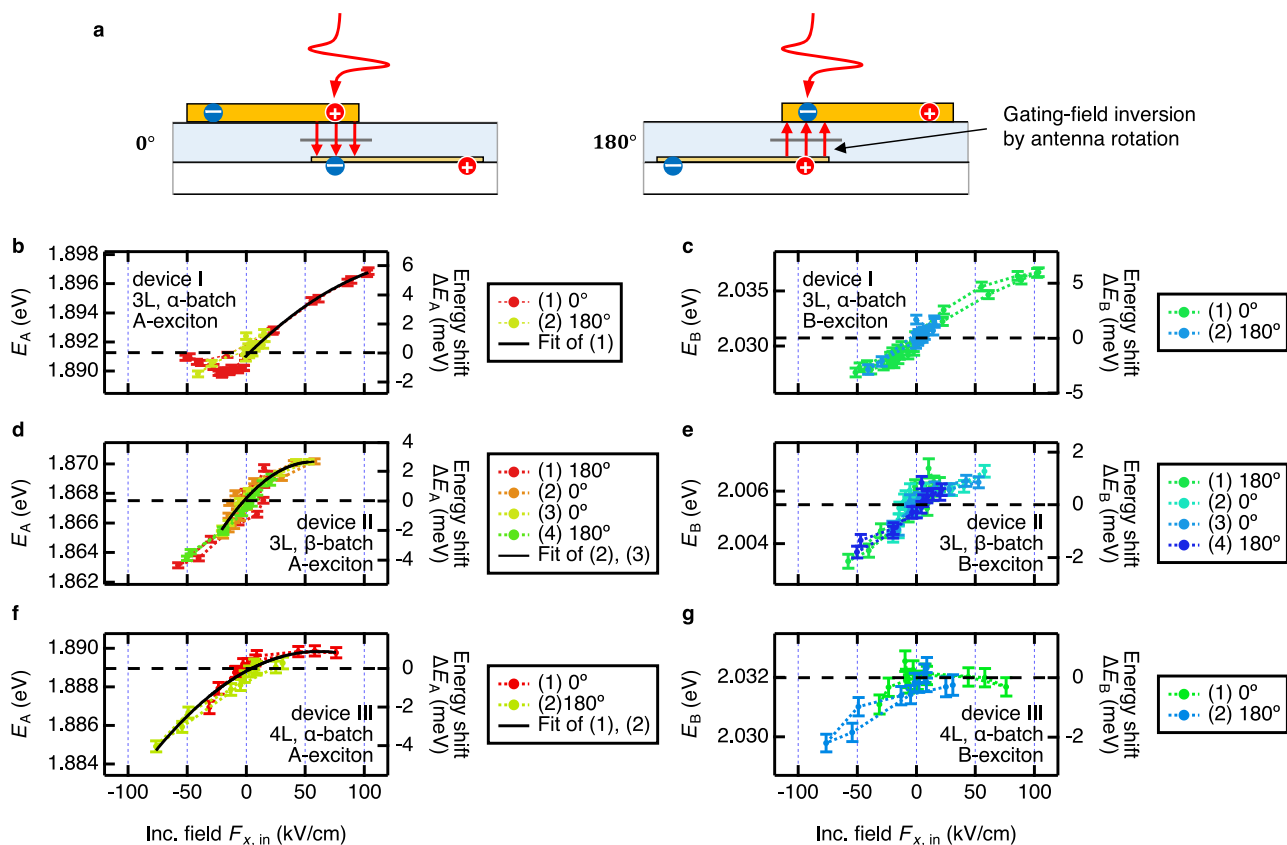 a
0°
180°
Gating-field inversion
by antenna rotation
b
1.898
1.896
1.894
1.892
1.890
E_A (eV)
device I
3L, α-batch
A-exciton
6
4
2
0
-2
Energy shift
ΔE_A (meV)
(1) 0°
(2) 180°
Fit of (1)
c
2.035
2.030
E_B (eV)
device I
3L, α-batch
B-exciton
5
0
-5
Energy shift
ΔE_B (meV)
(1) 0°
(2) 180°
d
1.870
1.868
1.866
1.864
1.862
E_A (eV)
device II
3L, β-batch
A-exciton
4
2
0
-2
-4
Energy shift
ΔE_A (meV)
(1) 180°
(2) 0°
(3) 0°
(4) 180°
Fit of (2), (3)
e
2.006
2.004
E_B (eV)
device II
3L, β-batch
B-exciton
2
0
-2
Energy shift
ΔE_B (meV)
(1) 180°
(2) 0°
(3) 0°
(4) 180°
f
1.890
1.888
1.886
1.884
E_A (eV)
device III
4L, α-batch
A-exciton
0
-2
-4
Energy shift
ΔE_A (meV)
(1) 0°
(2)180°
Fit of (1), (2)
-100 -50 0 50 100
Inc. field F_x, in (kV/cm)
g
2.032
2.030
E_B (eV)
device III
4L, α-batch
B-exciton
0
-2
Energy shift
ΔE_B (meV)
(1) 0°
(2) 180°
-100 -50 0 50 100
Inc. field F_x, in (kV/cm)